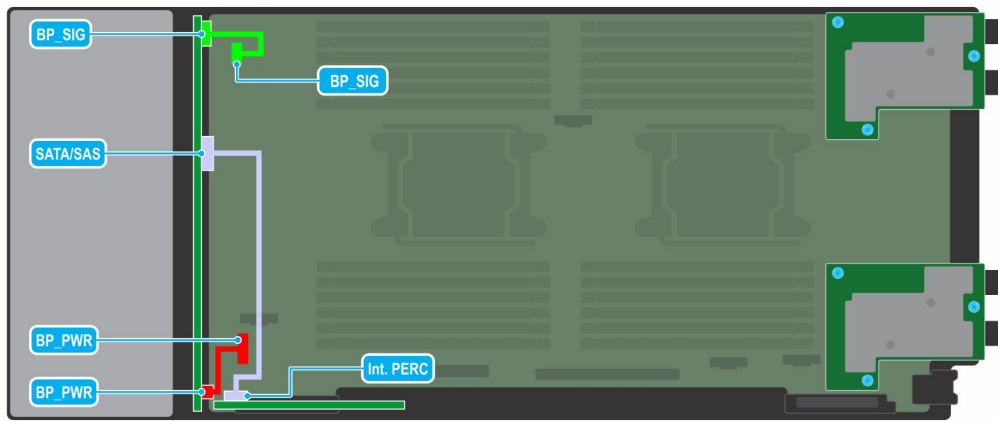 BP_SIG
BP_SIG
SATA/SAS
BP_PWR
Int. PERC
BP_PWR